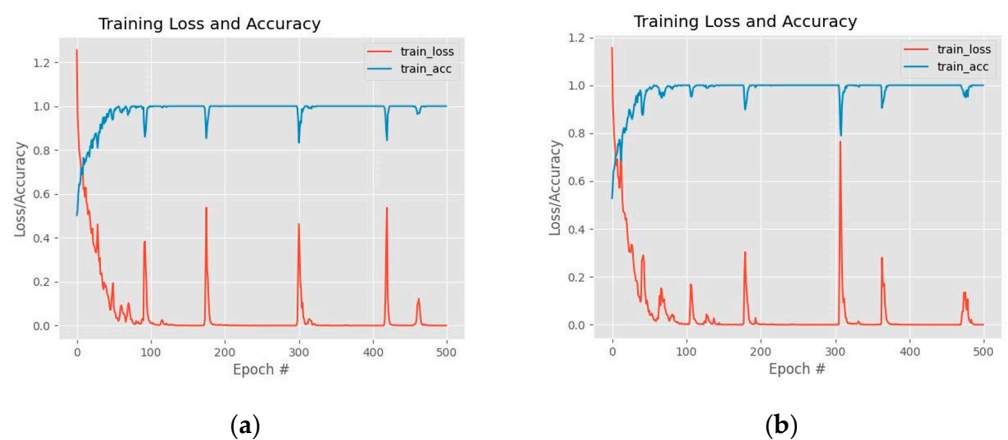 Training Loss and Accuracy
train_loss
train_acc
1.2
1.0
0.8
0.6
0.4
0.2
0.0
Loss/Accuracy
0 100 200 300 400 500
Epoch #
(a)
Training Loss and Accuracy
train_loss
train_acc
1.2
1.0
0.8
0.6
0.4
0.2
0.0
Loss/Accuracy
0 100 200 300 400 500
Epoch #
(b)